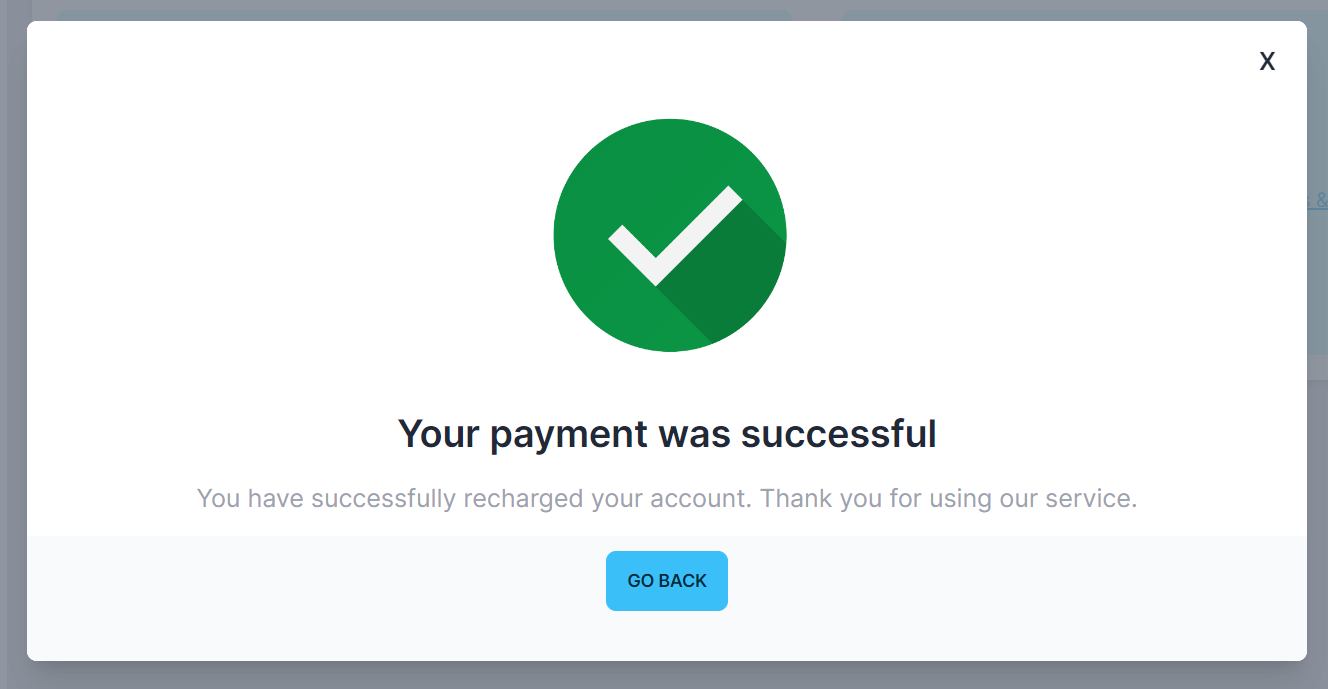 X
&
Your payment was successful
You have successfully recharged your account. Thank you for using our service.
GO BACK